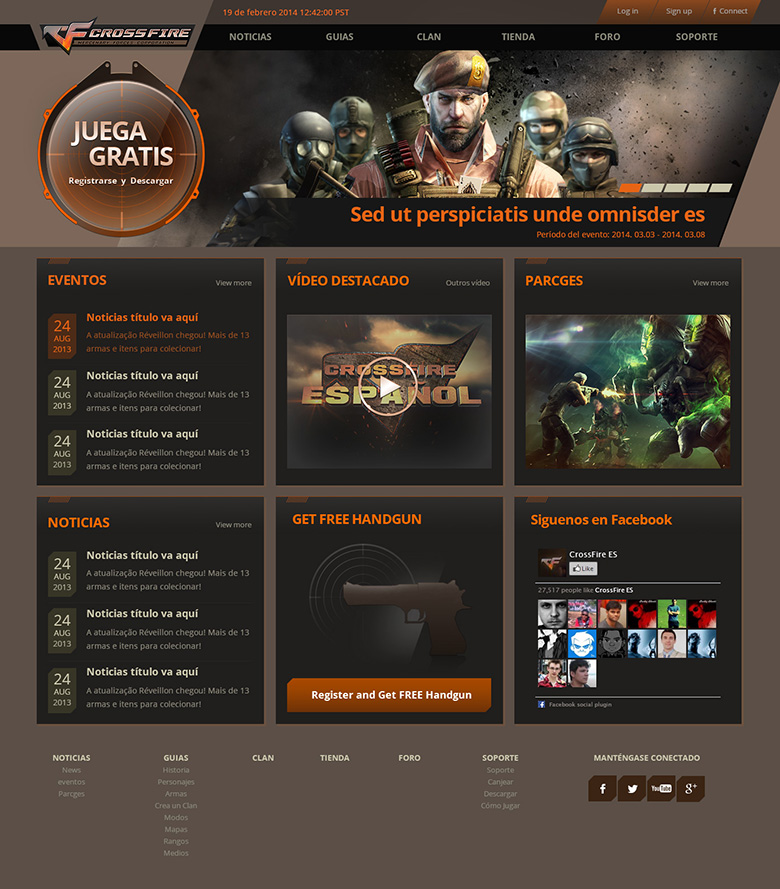 19 de febrero 2014 12:42:00 PST
Log in
Sign up
f Connect
CROSSFIRE
NOTICIAS
GUIAS
CLAN
TIENDA
FORO
SOPORTE
JUEGA
GRATIS
Registrarse y Descargar
Sed ut perspiciatis unde omnisder es
Periodo del evento: 2014. 03.03 - 2014. 03.08
EVENTOS
View more
24
AUG
2013
Noticias título va aquí
A atualização Réveillon chegou! Mais de 13
armas e itens para colecionar!
24
AUG
2013
Noticias título va aquí
A atualização Réveillon chegou! Mais de 13
armas e itens para colecionar!
24
AUG
2013
Noticias título va aquí
A atualização Réveillon chegou! Mais de 13
armas e itens para colecionar!
VÍDEO DESTACADO
Outros vídeo
CROSSFIRE
ESPAÑOL
PARCGES
View more
NOTICIAS
View more
24
AUG
2013
Noticias título va aquí
A atualização Réveillon chegou! Mais de 13
armas e itens para colecionar!
24
AUG
2013
Noticias título va aquí
A atualização Réveillon chegou! Mais de 13
armas e itens para colecionar!
24
AUG
2013
Noticias título va aquí
A atualização Réveillon chegou! Mais de 13
armas e itens para colecionar!
GET FREE HANDGUN
Register and Get FREE Handgun
Siguenos en Facebook
CrossFire ES
Like
27,517 people like CrossFire ES
Facebook social plugin
NOTICIAS
News
eventos
Parcges
GUIAS
Historia
Personajes
Armas
Crea un Clan
Modos
Mapas
Rangos
Medios
CLAN
TIENDA
FORO
SOPORTE
Soporte
Canjear
Descargar
Cómo Jugar
MANTÉNGASE CONECTADO
YouTube